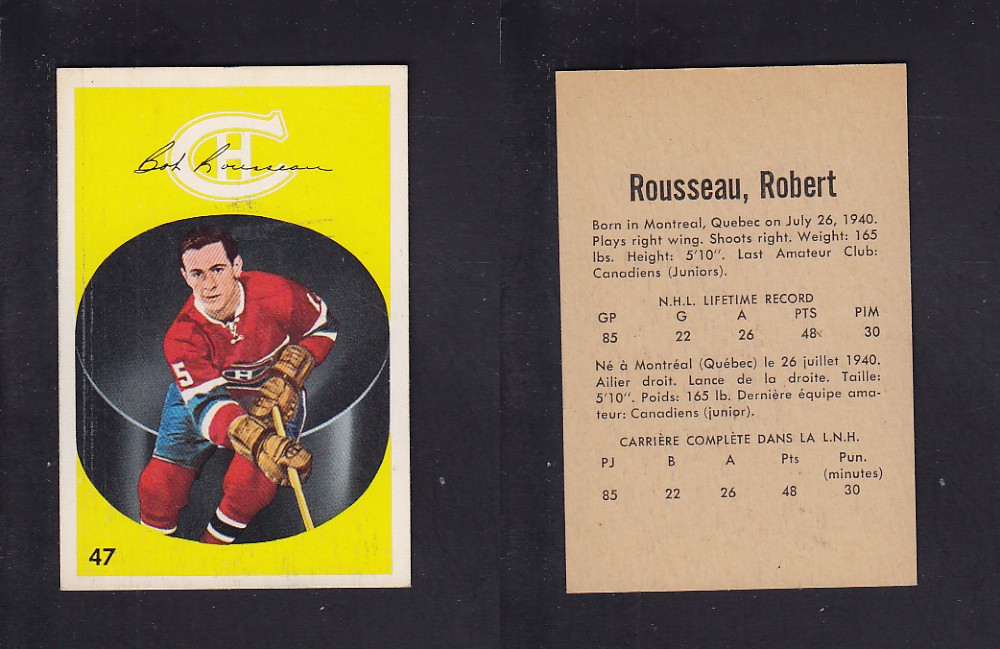 CH
Bob Rousseau
5
5
H
47
Rousseau, Robert
Born in Montreal, Quebec on July 26, 1940.
Plays right wing. Shoots right. Weight: 165
lbs. Height: 5'10". Last Amateur Club:
Canadiens (Juniors).
N.H.L. LIFETIME RECORD
GP G A PTS PIM
85 22 26 48 30
Né à Montréal (Québec) le 26 juillet 1940.
Ailier droit. Lance de la droite. Taille:
5'10". Poids: 165 lb. Dernière équipe ama-
teur: Canadiens (junior).
CARRIÈRE COMPLÈTE DANS LA L.N.H.
PJ B A Pts Pun.
(minutes)
85 22 26 48 30